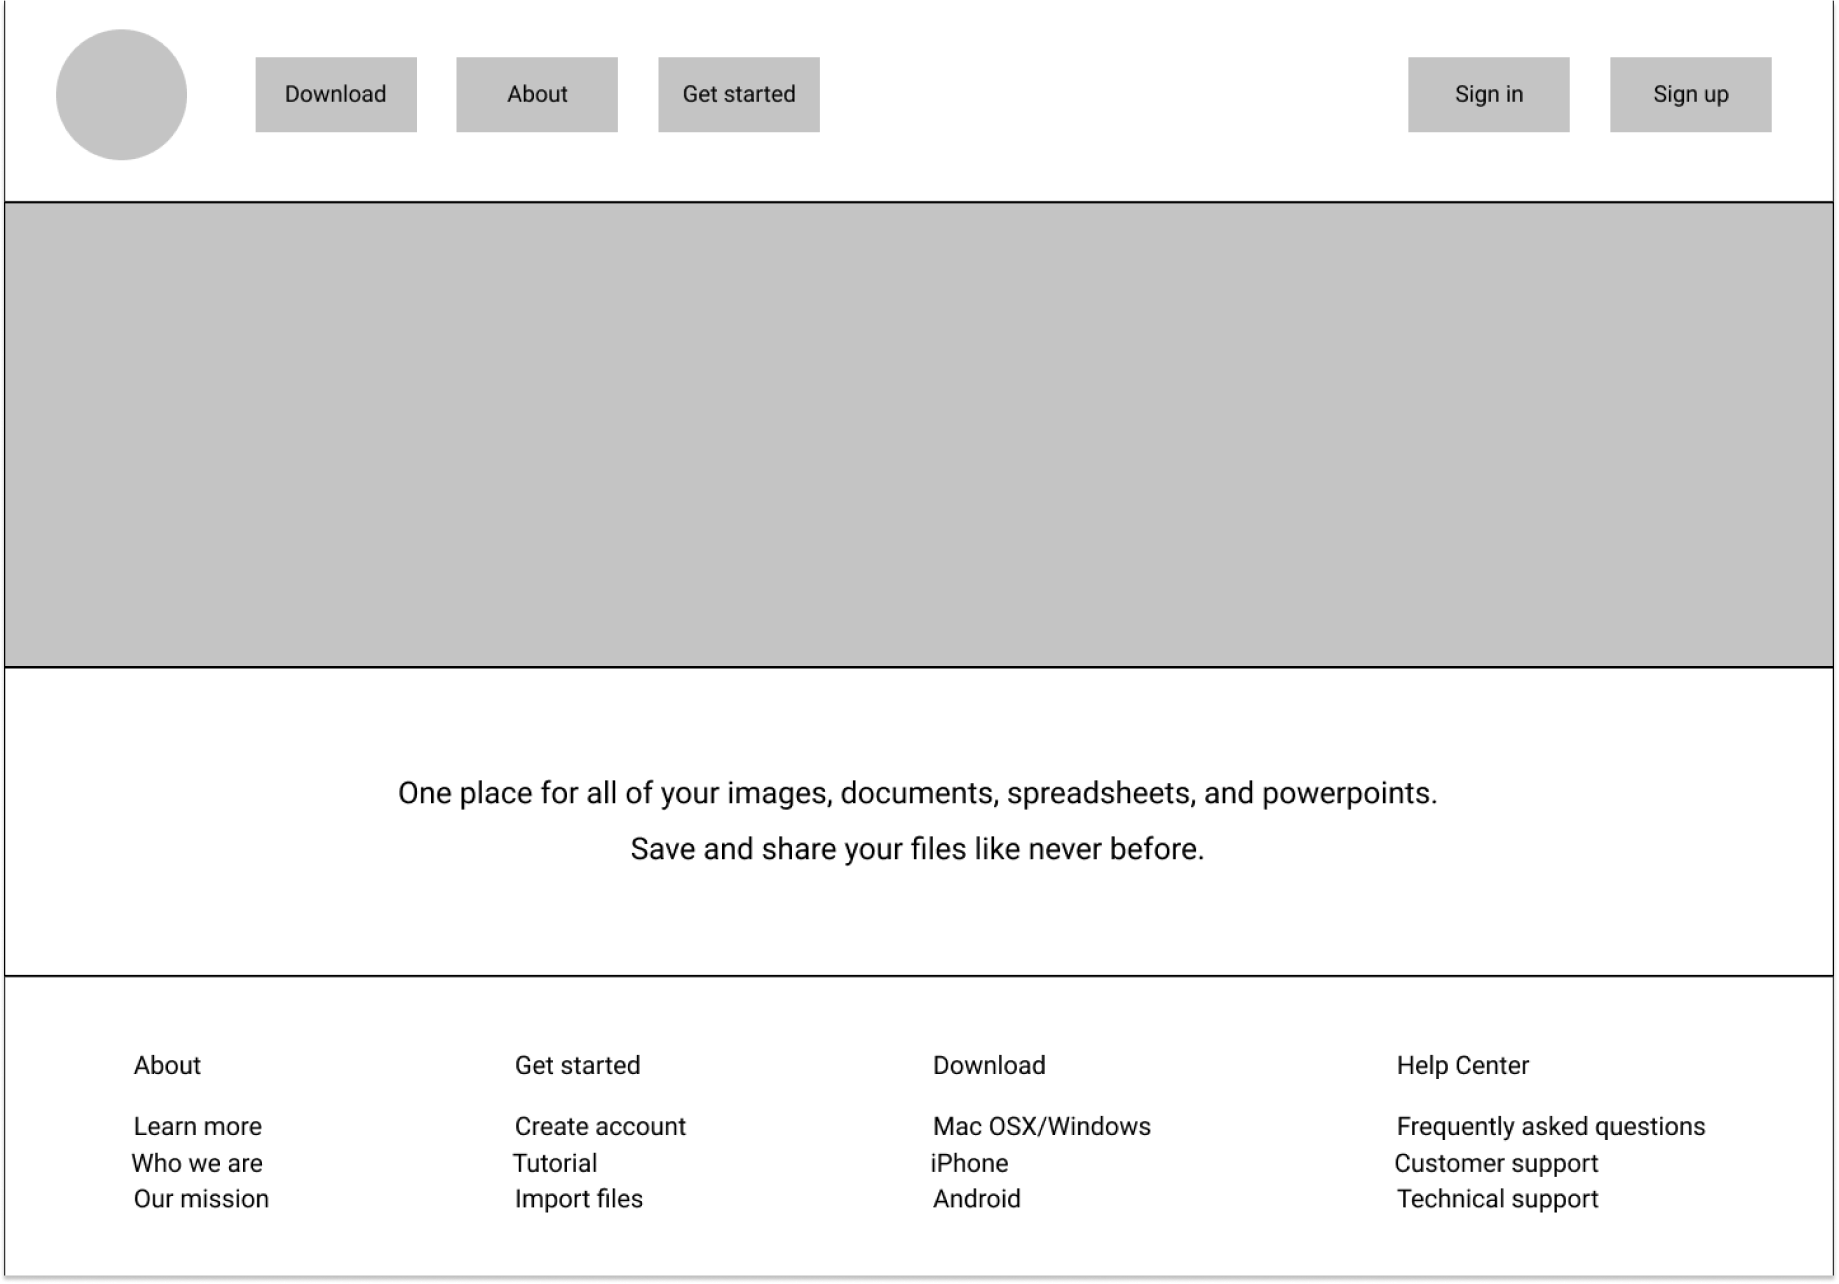 Download
About
Get started
Sign in
Sign up
One place for all of your images, documents, spreadsheets, and powerpoints.
Save and share your files like never before.
About
Learn more
Who we are
Our mission
Get started
Create account
Tutorial
Import files
Download
Mac OSX/Windows
iPhone
Android
Help Center
Frequently asked questions
Customer support
Technical support